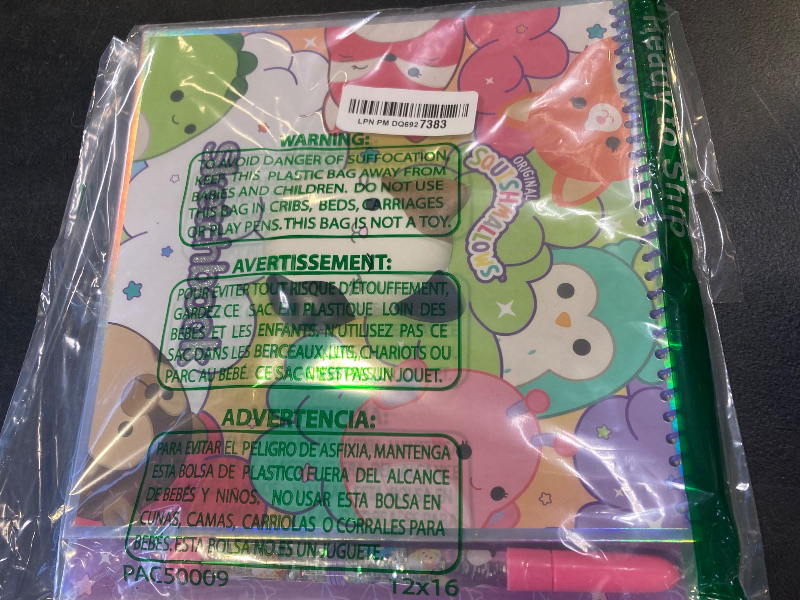 LPN PM DQ6927383
WARNING:
TO AVOID DANGER OF SUFFOCATION,
KEEP THIS PLASTIC BAG AWAY FROM
BABIES AND CHILDREN. DO NOT USE
THIS BAG IN CRIBS, BEDS, CARRIAGES
OR PLAY PENS. THIS BAG IS NOT A TOY.
AVERTISSEMENT:
POUR EVITER TOUT RISQUE D'ÉTOUFFEMENT,
GARDEZ CE SAC EN PLASTIQUE LOIN DES
BÉBÉS ET LES ENFANTS. N'UTILISEZ PAS CE
SAC DANS LES BERCEAUX, LITS, CHARIOTS OU
PARC AU BÉBÉ. CE SAC N'EST PAS UN JOUET.
ADVERTENCIA:
PARA EVITAR EL PELIGRO DE ASFIXIA, MANTENGA
ESTA BOLSA DE PLASTICO FUERA DEL ALCANCE
DE BEBÉS Y NIÑOS. NO USAR ESTA BOLSA EN
CUNAS, CAMAS, CARRIOLAS O CORRALES PARA
BEBÉS. ESTA BOLSA NO ES UN JUGUETE.
PAC50009 12x16
ORIGINAL
SQUISHMALLOWS
Ready to Ship